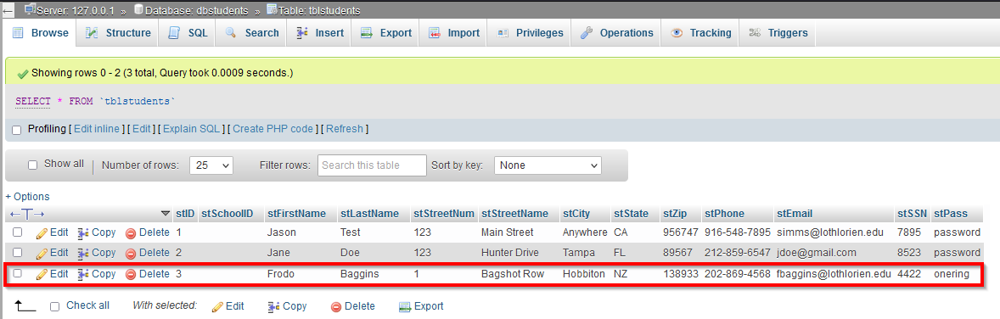 Server: 127.0.0.1 » Database: dbstudents » Table: tblstudents
Browse Structure SQL Search Insert Export Import Privileges Operations Tracking Triggers
Showing rows 0 - 2 (3 total, Query took 0.0009 seconds.)
SELECT * FROM `tblstudents`
Profiling [ Edit inline ] [ Edit ] [ Explain SQL ] [ Create PHP code ] [ Refresh ]
Show all Number of rows: 25 Filter rows: Search this table Sort by key: None
+ Options
stID stSchoolID stFirstName stLastName stStreetNum stStreetName stCity stState stZip stPhone stEmail stSSN stPass
Edit Copy Delete 1 Jason Test 123 Main Street Anywhere CA 956747 916-548-7895 simms@lothlorien.edu 7895 password
Edit Copy Delete 2 Jane Doe 123 Hunter Drive Tampa FL 89567 212-859-6547 jdoe@gmail.com 8523 password
Edit Copy Delete 3 Frodo Baggins 1 Bagshot Row Hobbiton NZ 138933 202-869-4568 fbaggins@lothlorien.edu 4422 onering
Check all With selected: Edit Copy Delete Export